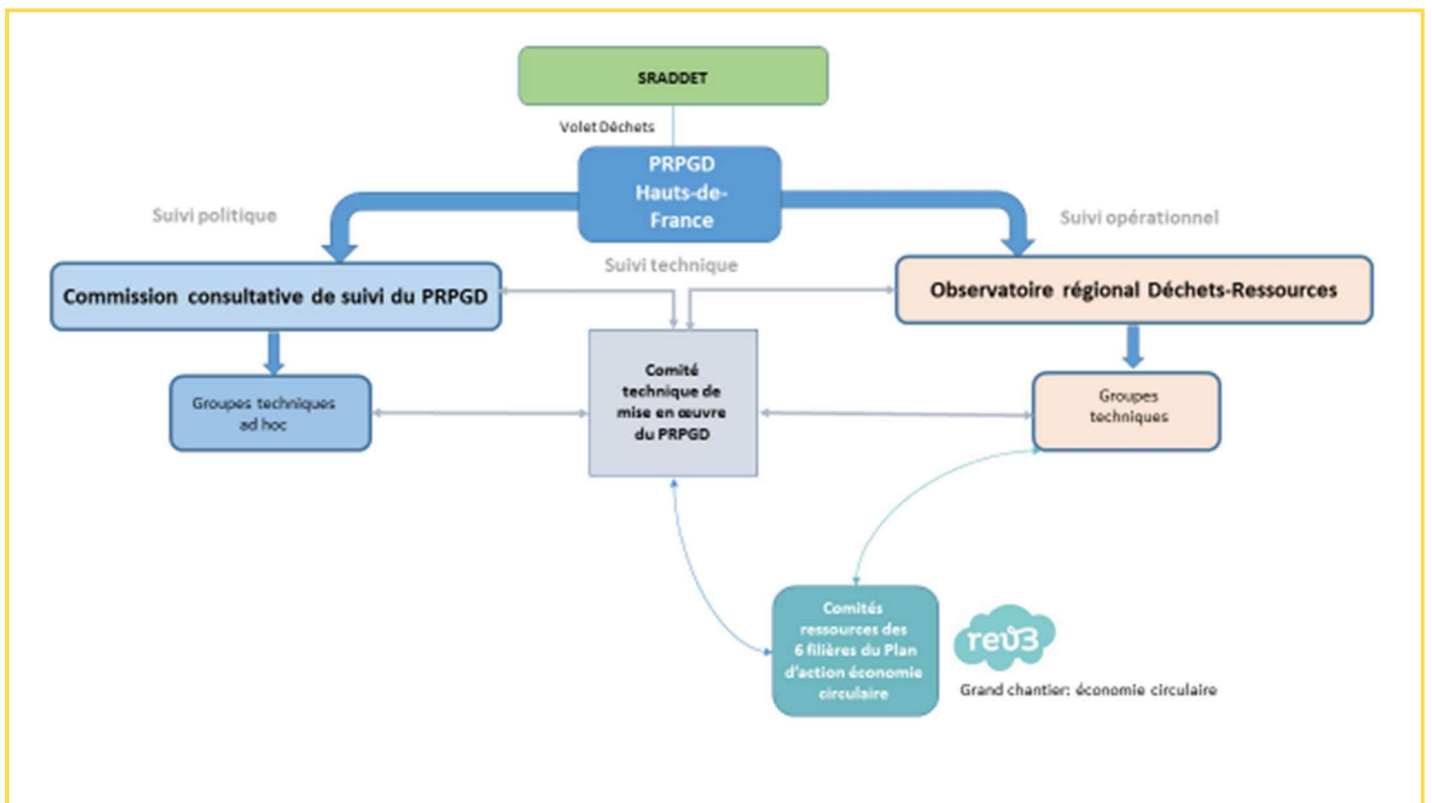 SRADDET
Volet Déchets
PRPGD
Hauts-de-
France
Suivi politique
Suivi opérationnel
Suivi technique
Commission consultative de suivi du PRPGD
Observatoire régional Déchets-Ressources
Comité
technique de
mise en œuvre
du PRPGD
Groupes techniques
ad hoc
Groupes
techniques
Comités
ressources des
6 filières du Plan
d'action économie
circulaire
rev3
Grand chantier: économie circulaire